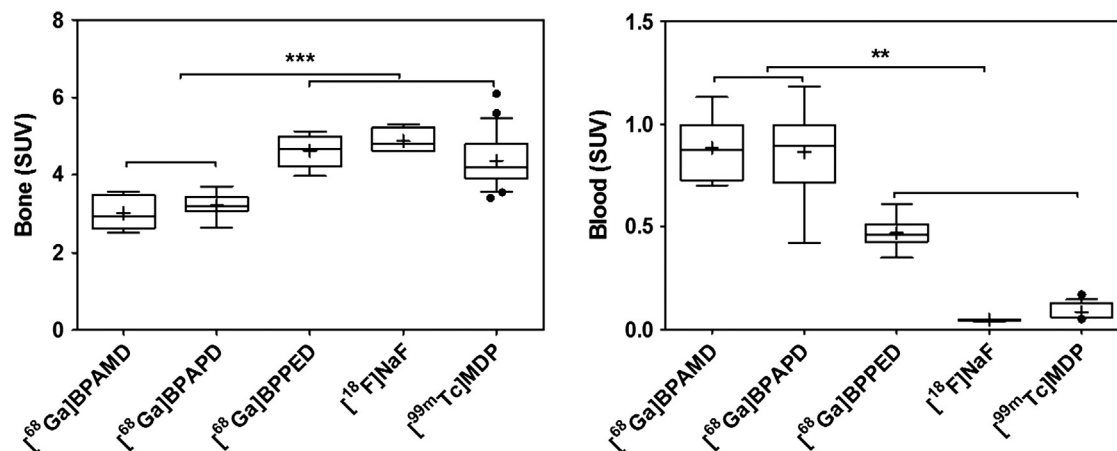 8
6
4
2
0
Bone (SUV)
***
[⁶⁸Ga]BPAMD
[⁶⁸Ga]BPAPD
[⁶⁸Ga]BPPED
[¹⁸F]NaF
[⁹⁹ᵐTc]MDP
1.5
1.0
0.5
0.0
Blood (SUV)
**
[⁶⁸Ga]BPAMD
[⁶⁸Ga]BPAPD
[⁶⁸Ga]BPPED
[¹⁸F]NaF
[⁹⁹ᵐTc]MDP